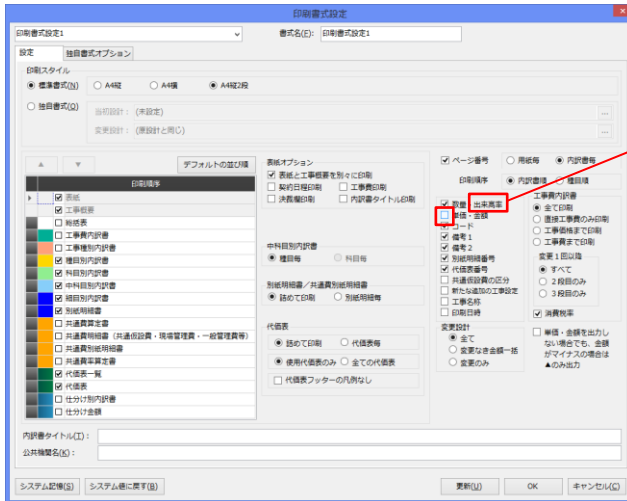 印刷書式設定
印刷書式設定1
書式名(F): 印刷書式設定1
設定 独自書式オプション
印刷スタイル
標準書式(N) A4縦 A4横 A4縦2段
独自書式(O) 当初設計: (未設定)
変更設計: (原設計と同じ)
デフォルトの並び順
印刷順序
表紙
工事概要
総括表
工事費内訳書
工事種別内訳書
種目別内訳書
科目別内訳書
中科目別内訳書
細目別内訳書
別紙明細書
共通費算定書
共通費明細書(共通仮設費・現場管理費・一般管理費等)
共通費別紙明細書
共通費率算定書
代価表一覧
代価表
仕分け別内訳書
仕分け金額
表紙オプション
表紙と工事概要を別々に印刷
契約日程印刷 工事費印刷
決裁欄印刷 内訳書タイトル印刷
中科目別内訳書
種目毎 科目毎
別紙明細書/共通費別紙明細書
詰めて印刷 別紙明細毎
代価表
詰めて印刷 代価表毎
使用代価表のみ 全ての代価表
代価表フッターの凡例なし
ページ番号 用紙毎 内訳書毎
印刷順序 内訳書順 種目順
数量・出来高率
単価・金額
コード
備考1
備考2
別紙明細番号
代価表番号
共通仮設費の区分
新たな追加の工事設定
工事名称
印刷日時
変更設計
全て
変更なき金額一括
変更のみ
工事費内訳書
全て印刷
直接工事費のみ印刷
工事価格まで印刷
工事費まで印刷
変更1回以降
すべて
2段目のみ
3段目のみ
消費税率
単価・金額を出力し
ない場合でも、金額
がマイナスの場合は
▲のみ出力
内訳書タイトル(T):
公共機関名(K):
システム記憶(S) システム値に戻す(B) 更新(U) OK キャンセル(C)